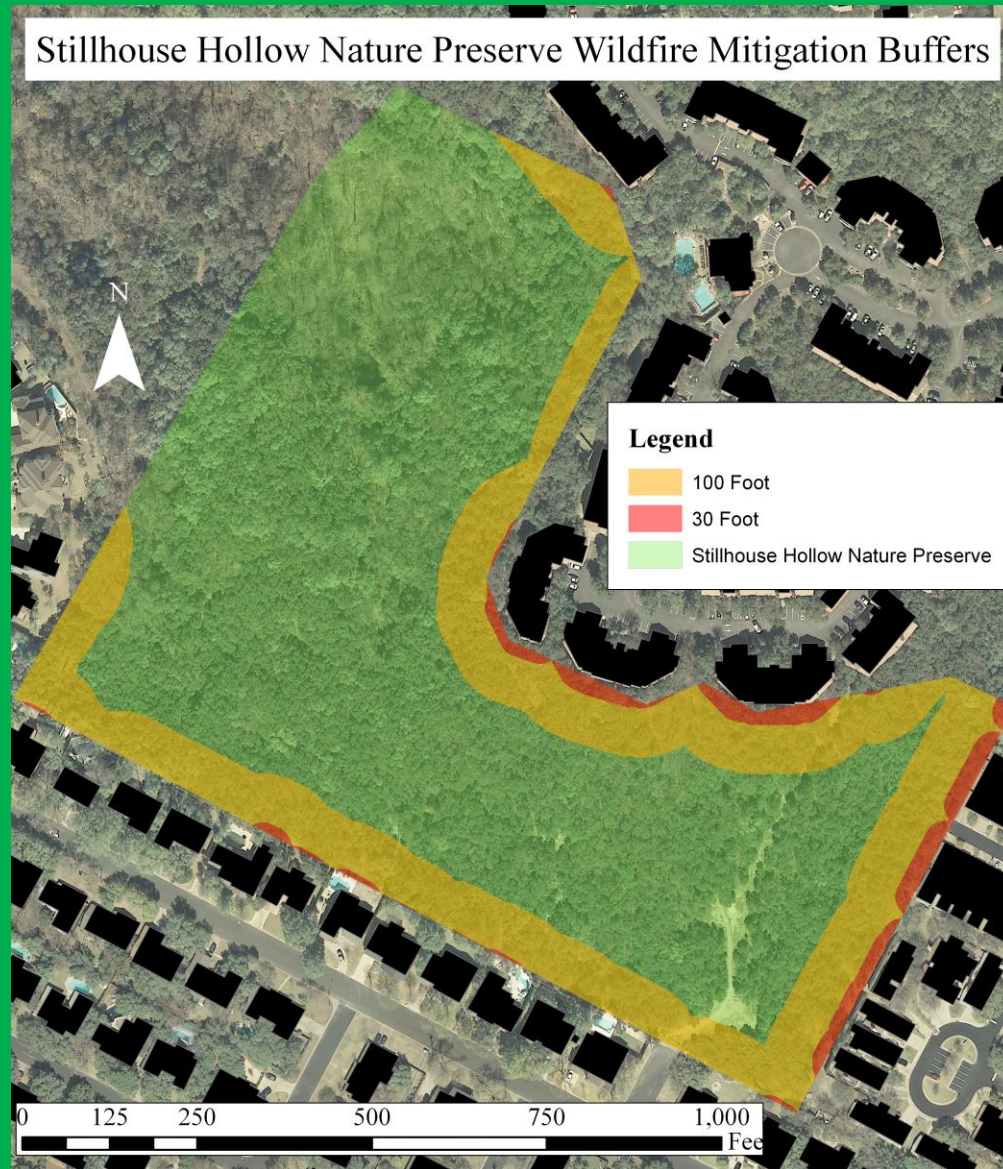 Stillhouse Hollow Nature Preserve Wildfire Mitigation Buffers
N
Legend
100 Foot
30 Foot
Stillhouse Hollow Nature Preserve
0 125 250 500 750 1,000
Fee